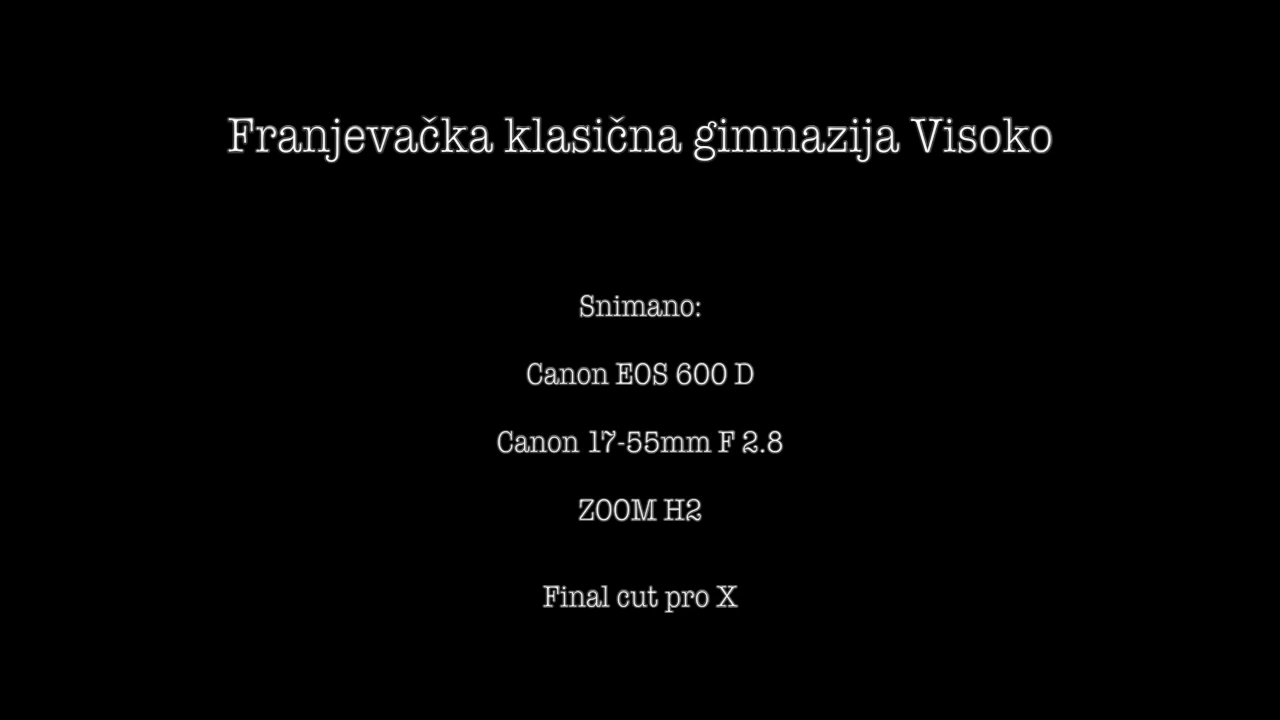 Franjevačka klasična gimnazija Visoko
Snimano:
Canon EOS 600 D
Canon 17-55mm F 2.8
ZOOM H2
Final cut pro X